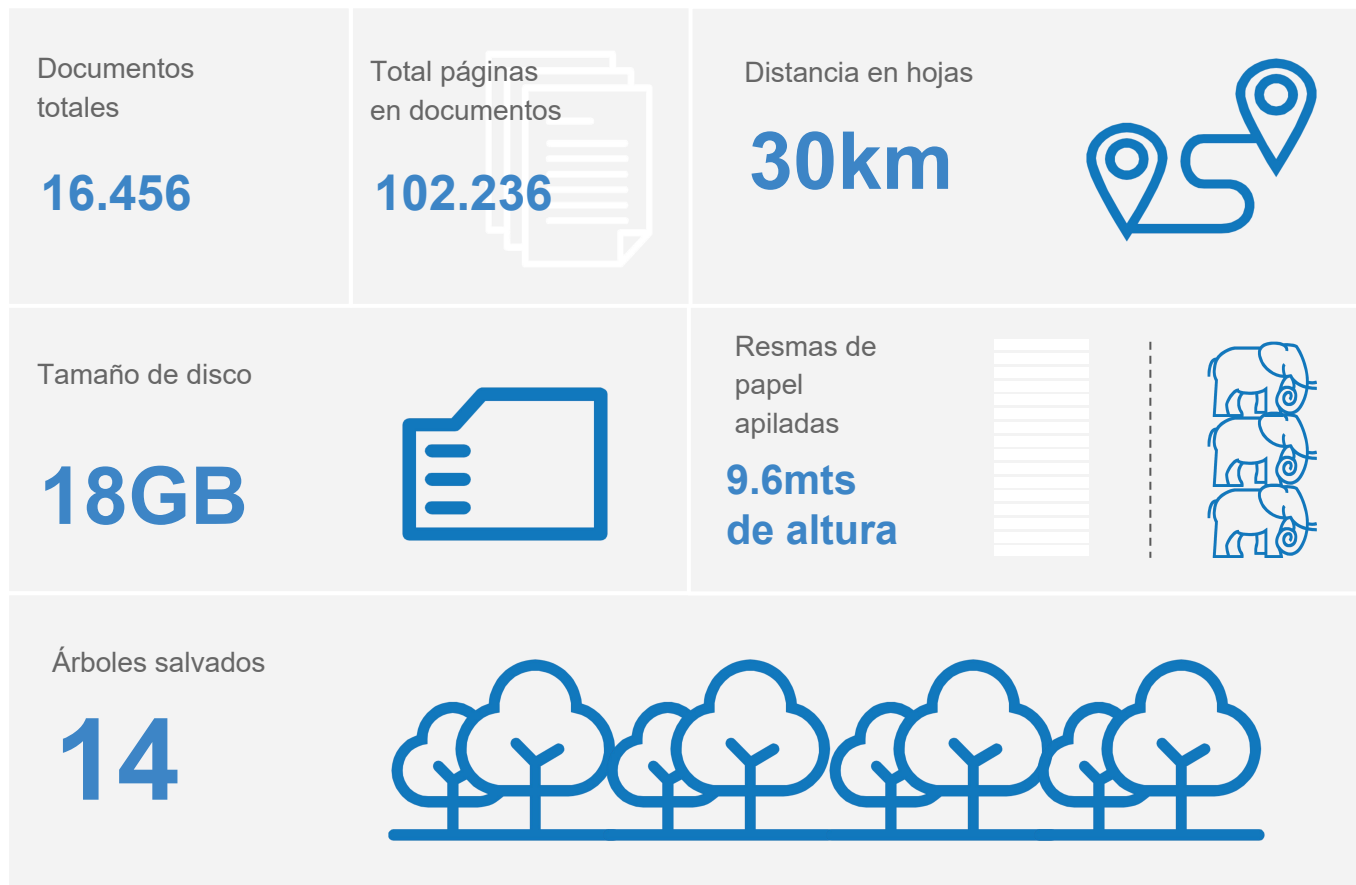 Documentos
totales
16.456
Total páginas
en documentos
102.236
Distancia en hojas
30km
Tamaño de disco
18GB
Resmas de
papel
apiladas
9.6mts
de altura
Árboles salvados
14